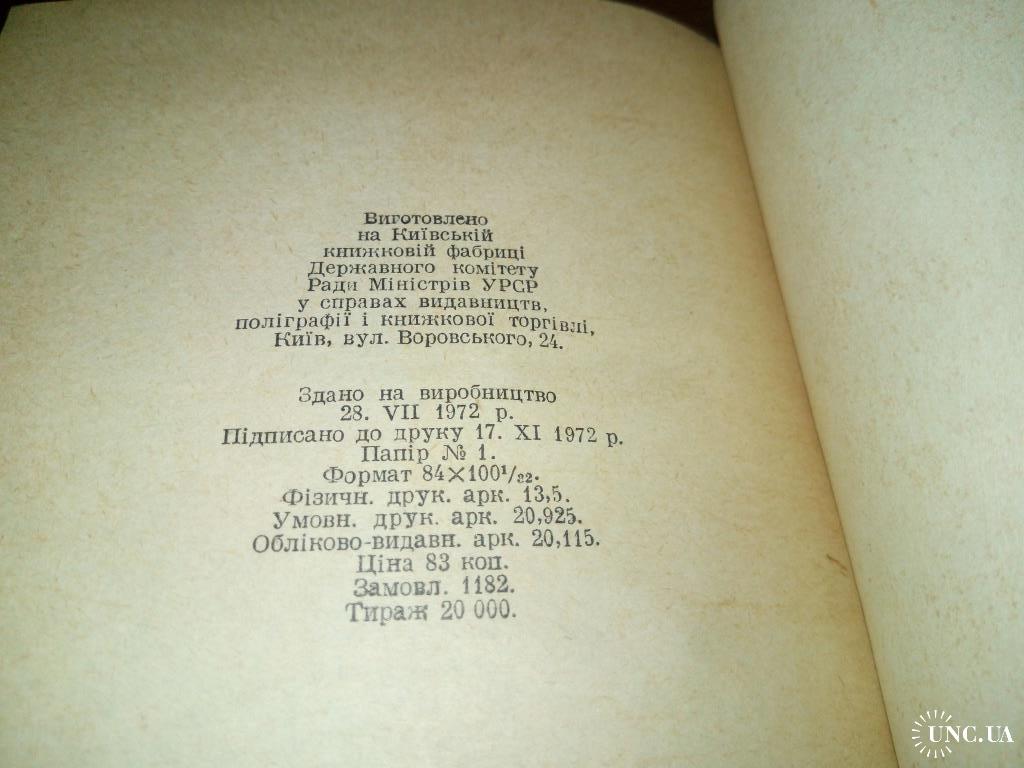 Виготовлено
на Київській
книжковій фабриці
Державного комітету
Ради Міністрів УРСР
у справах видавництв,
поліграфії і книжкової торгівлі,
Київ, вул. Воровського, 24.
Здано на виробництво
28. VII 1972 р.
Підписано до друку 17. XI 1972 р.
Папір № 1.
Формат 84×100¹/₃₂.
Фізичн. друк. арк. 13,5.
Умовн. друк. арк. 20,925.
Обліково-видавн. арк. 20,115.
Ціна 83 коп.
Замовл. 1182.
Тираж 20 000.
UNC.UA